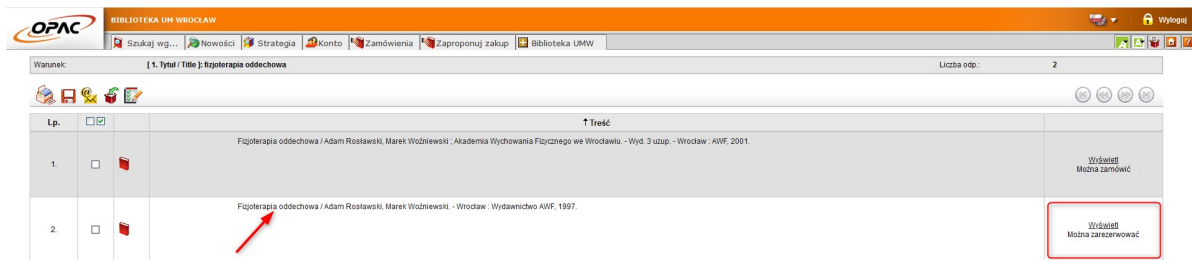 OPAC
BIBLIOTEKA UM WROCŁAW
Wyloguj
Szukaj wg... Nowości Strategia Konto Zamówienia Zaproponuj zakup Biblioteka UMW
Warunek: [ 1. Tytuł / Title ]: fizjoterapia oddechowa Liczba odp.: 2
Lp. Treść
Fizjoterapia oddechowa / Adam Rosławski, Marek Woźniewski ; Akademia Wychowania Fizycznego we Wrocławiu. - Wyd. 3 uzup. - Wrocław : AWF, 2001.
1. Wyświetl
Można zamówić
Fizjoterapia oddechowa / Adam Rosławski, Marek Woźniewski. - Wrocław : Wydawnictwo AWF, 1997.
2. Wyświetl
Można zarezerwować